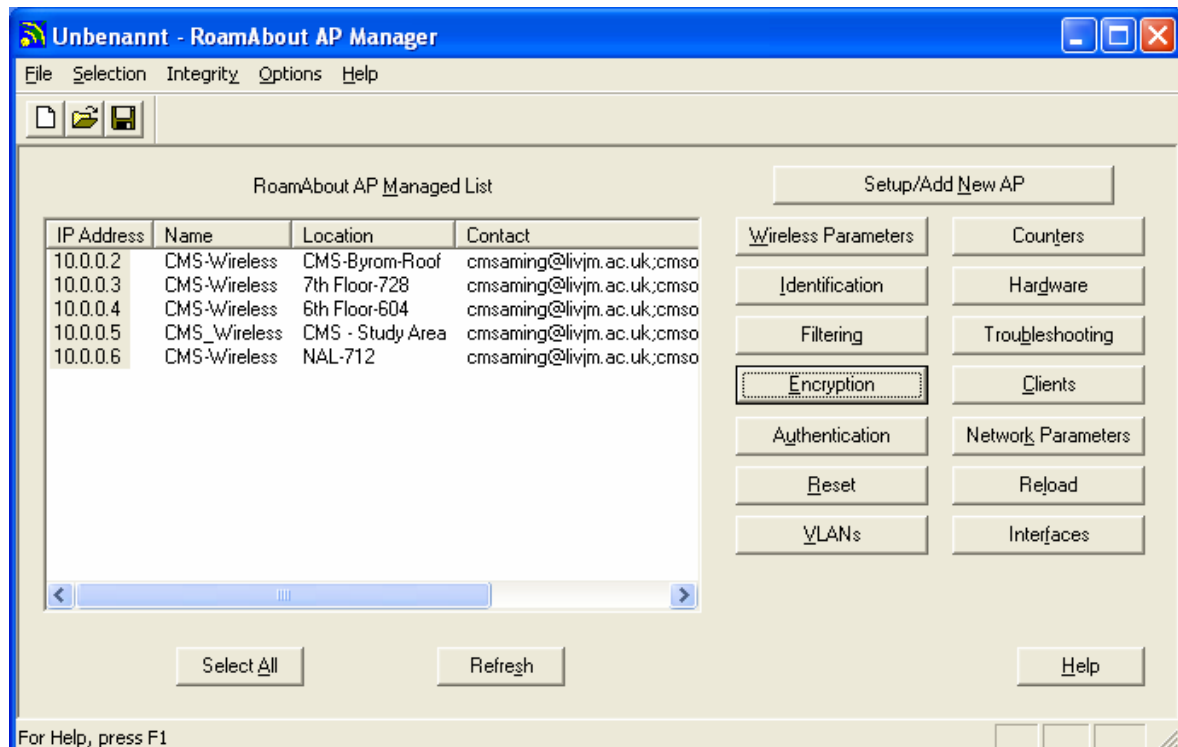 Unbenannt - RoamAbout AP Manager
File Selection Integrity Options Help
RoamAbout AP Managed List
Setup/Add New AP
IP Address Name Location Contact
10.0.0.2 CMS-Wireless CMS-Byrom-Roof cmsaming@livjm.ac.uk;cmso
10.0.0.3 CMS-Wireless 7th Floor-728 cmsaming@livjm.ac.uk;cmso
10.0.0.4 CMS-Wireless 6th Floor-604 cmsaming@livjm.ac.uk;cmso
10.0.0.5 CMS_Wireless CMS - Study Area cmsaming@livjm.ac.uk;cmso
10.0.0.6 CMS-Wireless NAL-712 cmsaming@livjm.ac.uk;cmso
Wireless Parameters Counters
Identification Hardware
Filtering Troubleshooting
Encryption Clients
Authentication Network Parameters
Reset Reload
VLANs Interfaces
Select All Refresh Help
For Help, press F1